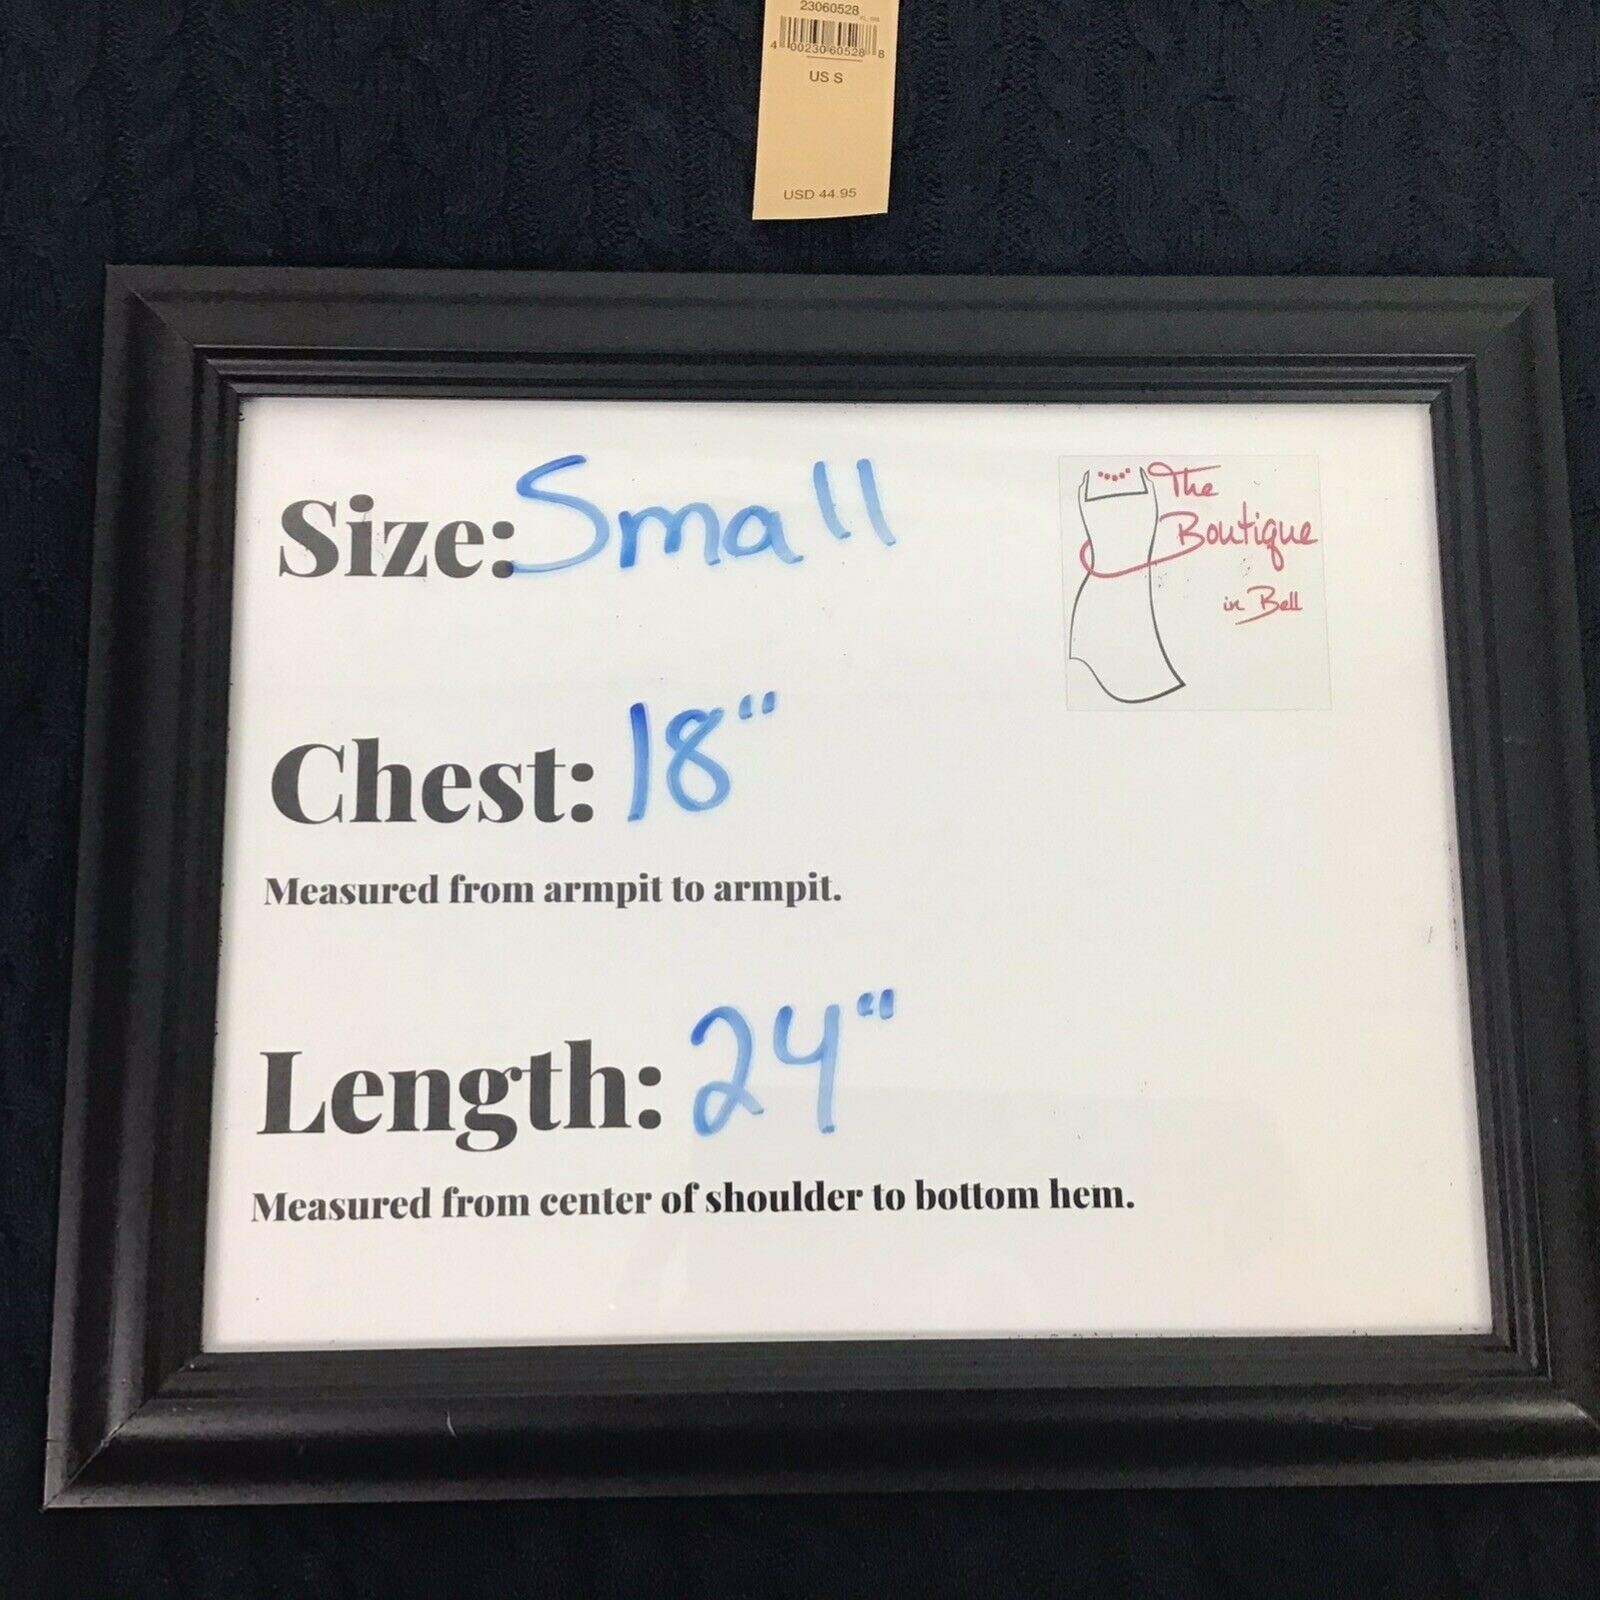 23060528
4 00230 60528 8
US S
USD 44.95
Size: Small
The
Boutique
in Bell
Chest: 18"
Measured from armpit to armpit.
Length: 24"
Measured from center of shoulder to bottom hem.